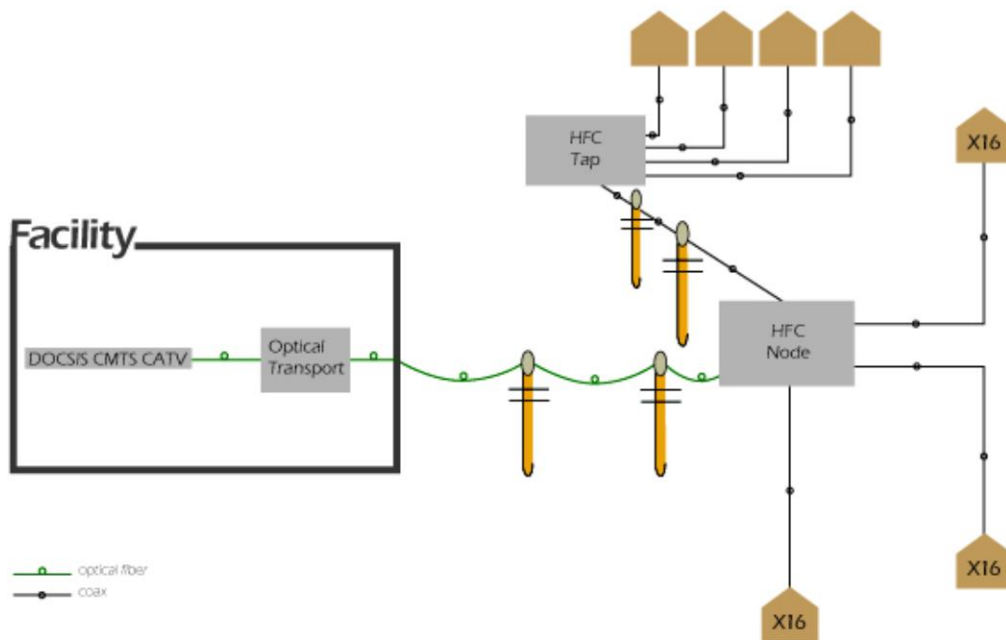 HFC
Tap
X16
Facility
DOCSIS CMTS CATV
Optical
Transport
HFC
Node
X16
X16
optical fiber
coax